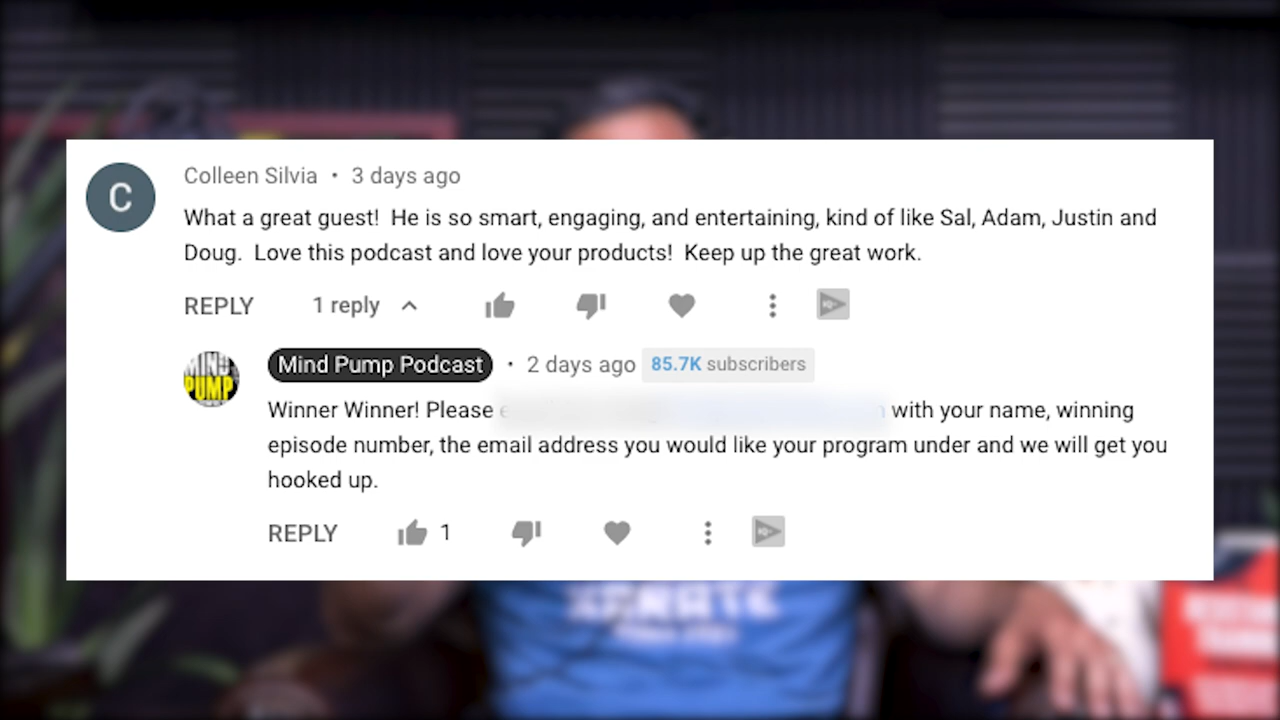 Colleen Silvia • 3 days ago
C
What a great guest! He is so smart, engaging, and entertaining, kind of like Sal, Adam, Justin and
Doug. Love this podcast and love your products! Keep up the great work.
REPLY 1 reply
MIND PUMP
Mind Pump Podcast • 2 days ago 85.7K subscribers
Winner Winner! Please with your name, winning
episode number, the email address you would like your program under and we will get you
hooked up.
REPLY 1